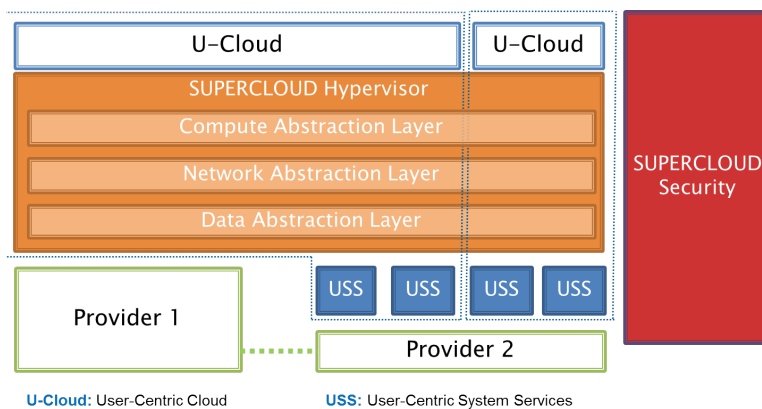 U-Cloud
U-Cloud
SUPERCLOUD Hypervisor
Compute Abstraction Layer
Network Abstraction Layer
Data Abstraction Layer
SUPERCLOUD
Security
USS
USS
USS
USS
Provider 1
Provider 2
U-Cloud: User-Centric Cloud
USS: User-Centric System Services